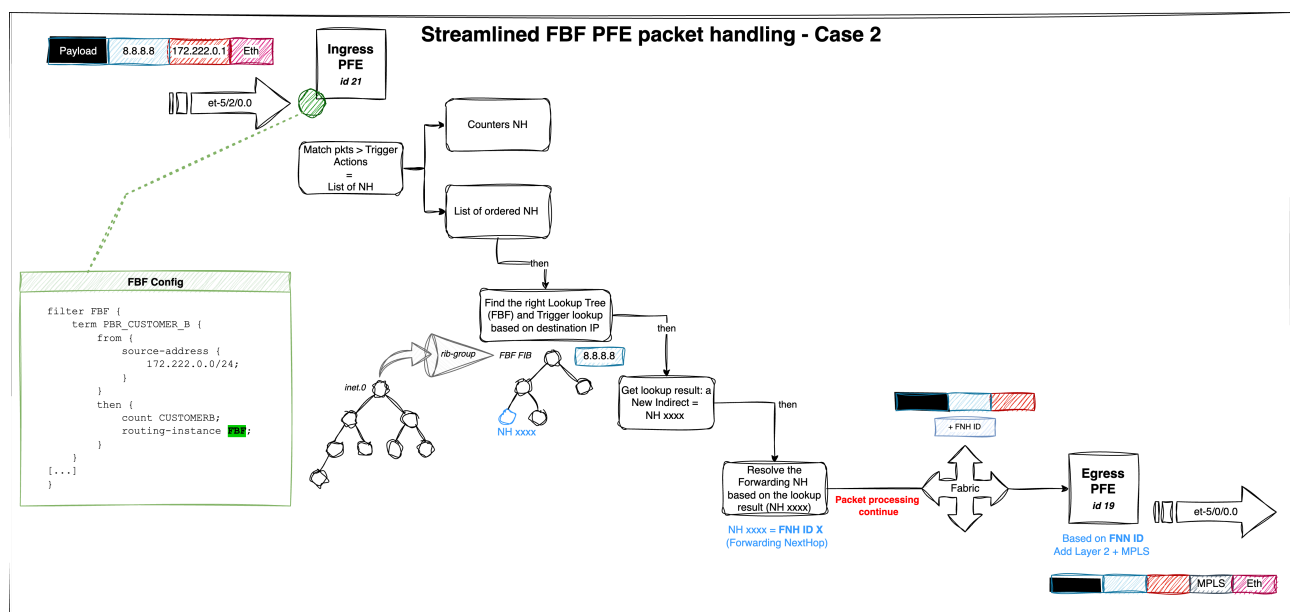 Streamlined FBF PFE packet handling - Case 2
Payload
8.8.8.8
172.222.0.1
Eth
Ingress
PFE
id 21
et-5/2/0.0
Match pkts > Trigger
Actions
=
List of NH
Counters NH
List of ordered NH
then
FBF Config
filter FBF {
term PBR_CUSTOMER_B {
from {
source-address {
172.222.0.0/24;
}
}
then {
count CUSTOMERB;
routing-instance FBF;
}
}
[...]
}
Find the right Lookup Tree
(FBF) and Trigger lookup
based on destination IP
then
rib-group
FBF FIB
8.8.8.8
inet.0
NH xxxx
Get lookup result: a
New Indirect =
NH xxxx
then
Resolve the
Forwarding NH
based on the lookup
result (NH xxxx)
NH xxxx = FNH ID X
(Forwarding NextHop)
Packet processing
continue
+ FNH ID
Fabric
Egress
PFE
id 19
et-5/0/0.0
Based on FNN ID
Add Layer 2 + MPLS
MPLS
Eth